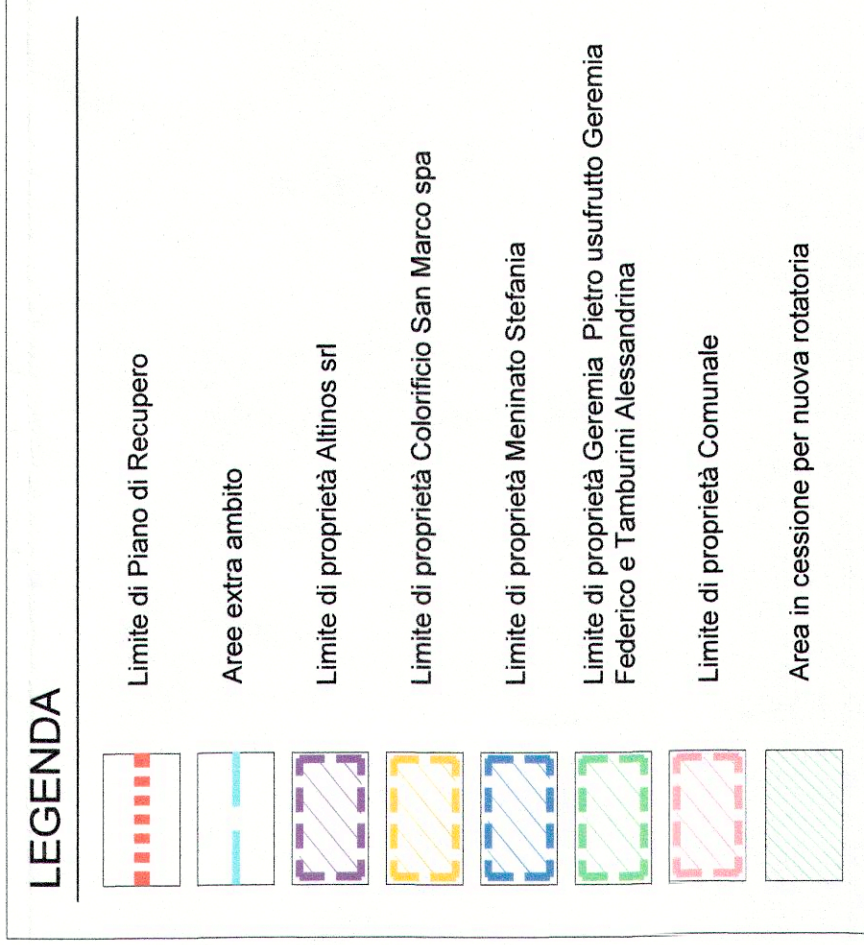 LEGENDA
Limite di Piano di Recupero
Aree extra ambito
Limite di proprietà Altinos srl
Limite di proprietà Colorificio San Marco spa
Limite di proprietà Meninato Stefania
Limite di proprietà Geremia Pietro usufrutto Geremia
Federico e Tamburini Alessandrina
Limite di proprietà Comunale
Area in cessione per nuova rotatoria